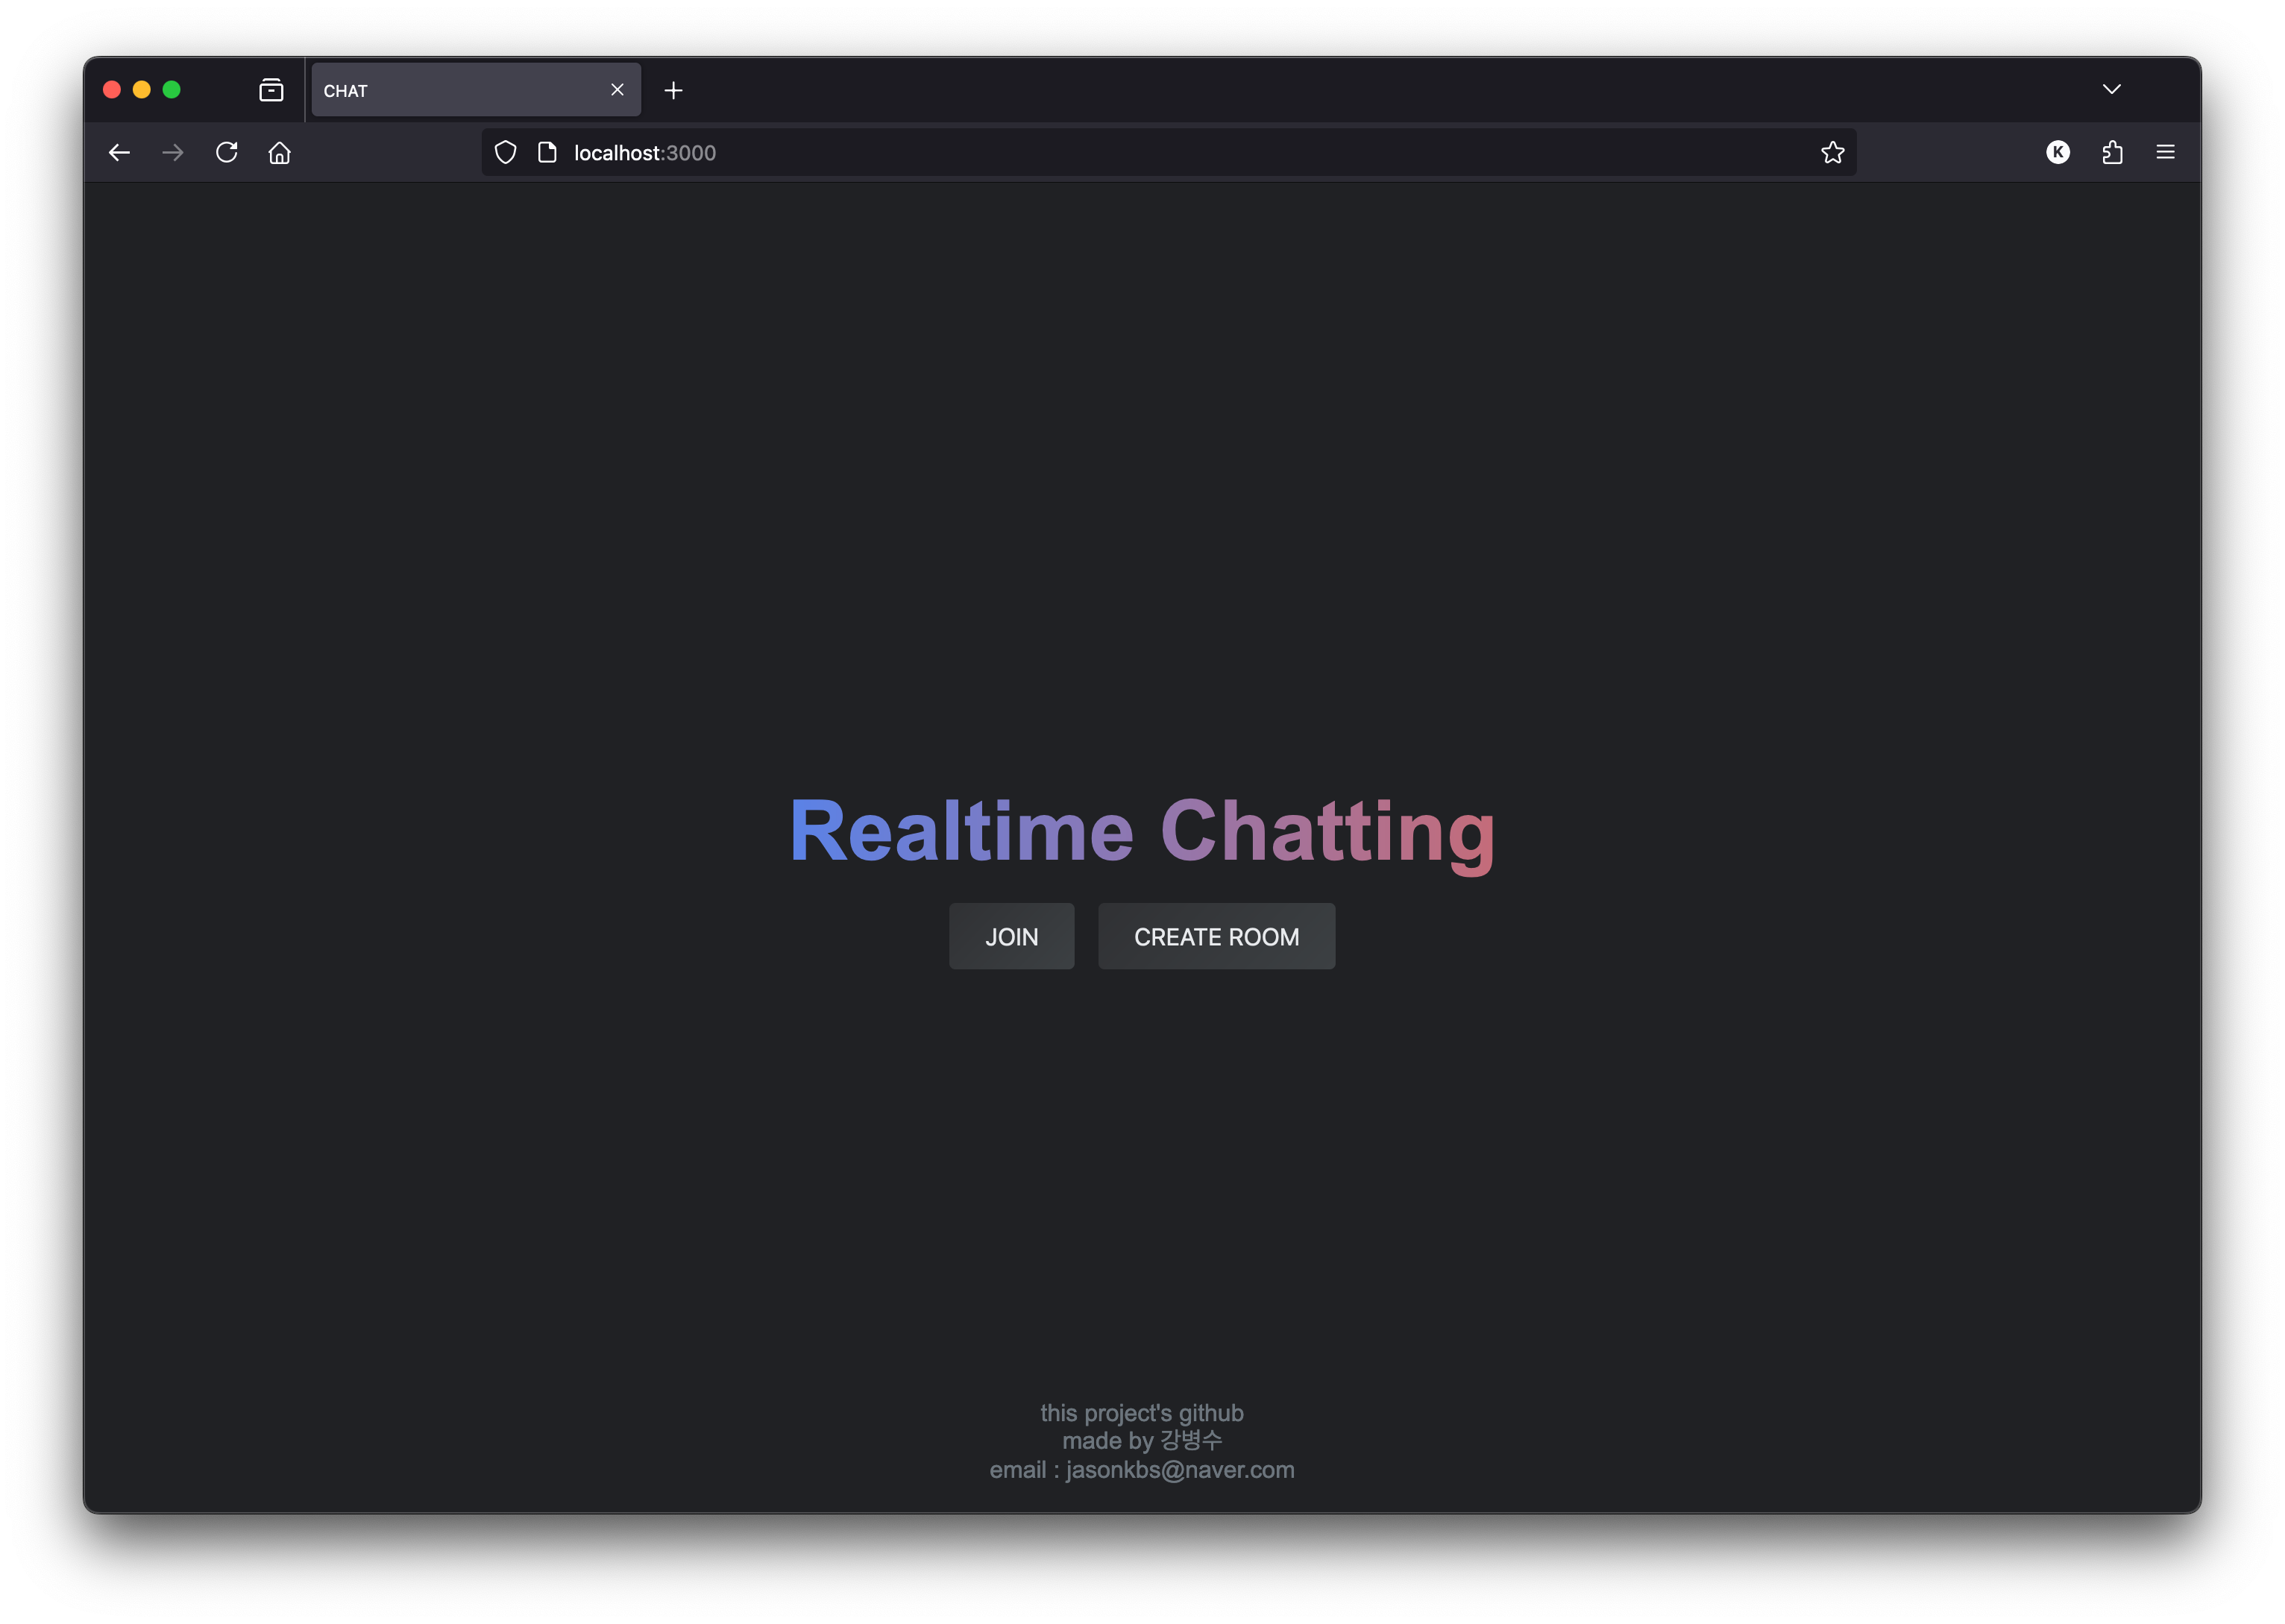 CHAT
localhost:3000
K
Realtime Chatting
JOIN
CREATE ROOM
this project's github
made by 강병수
email : jasonkbs@naver.com